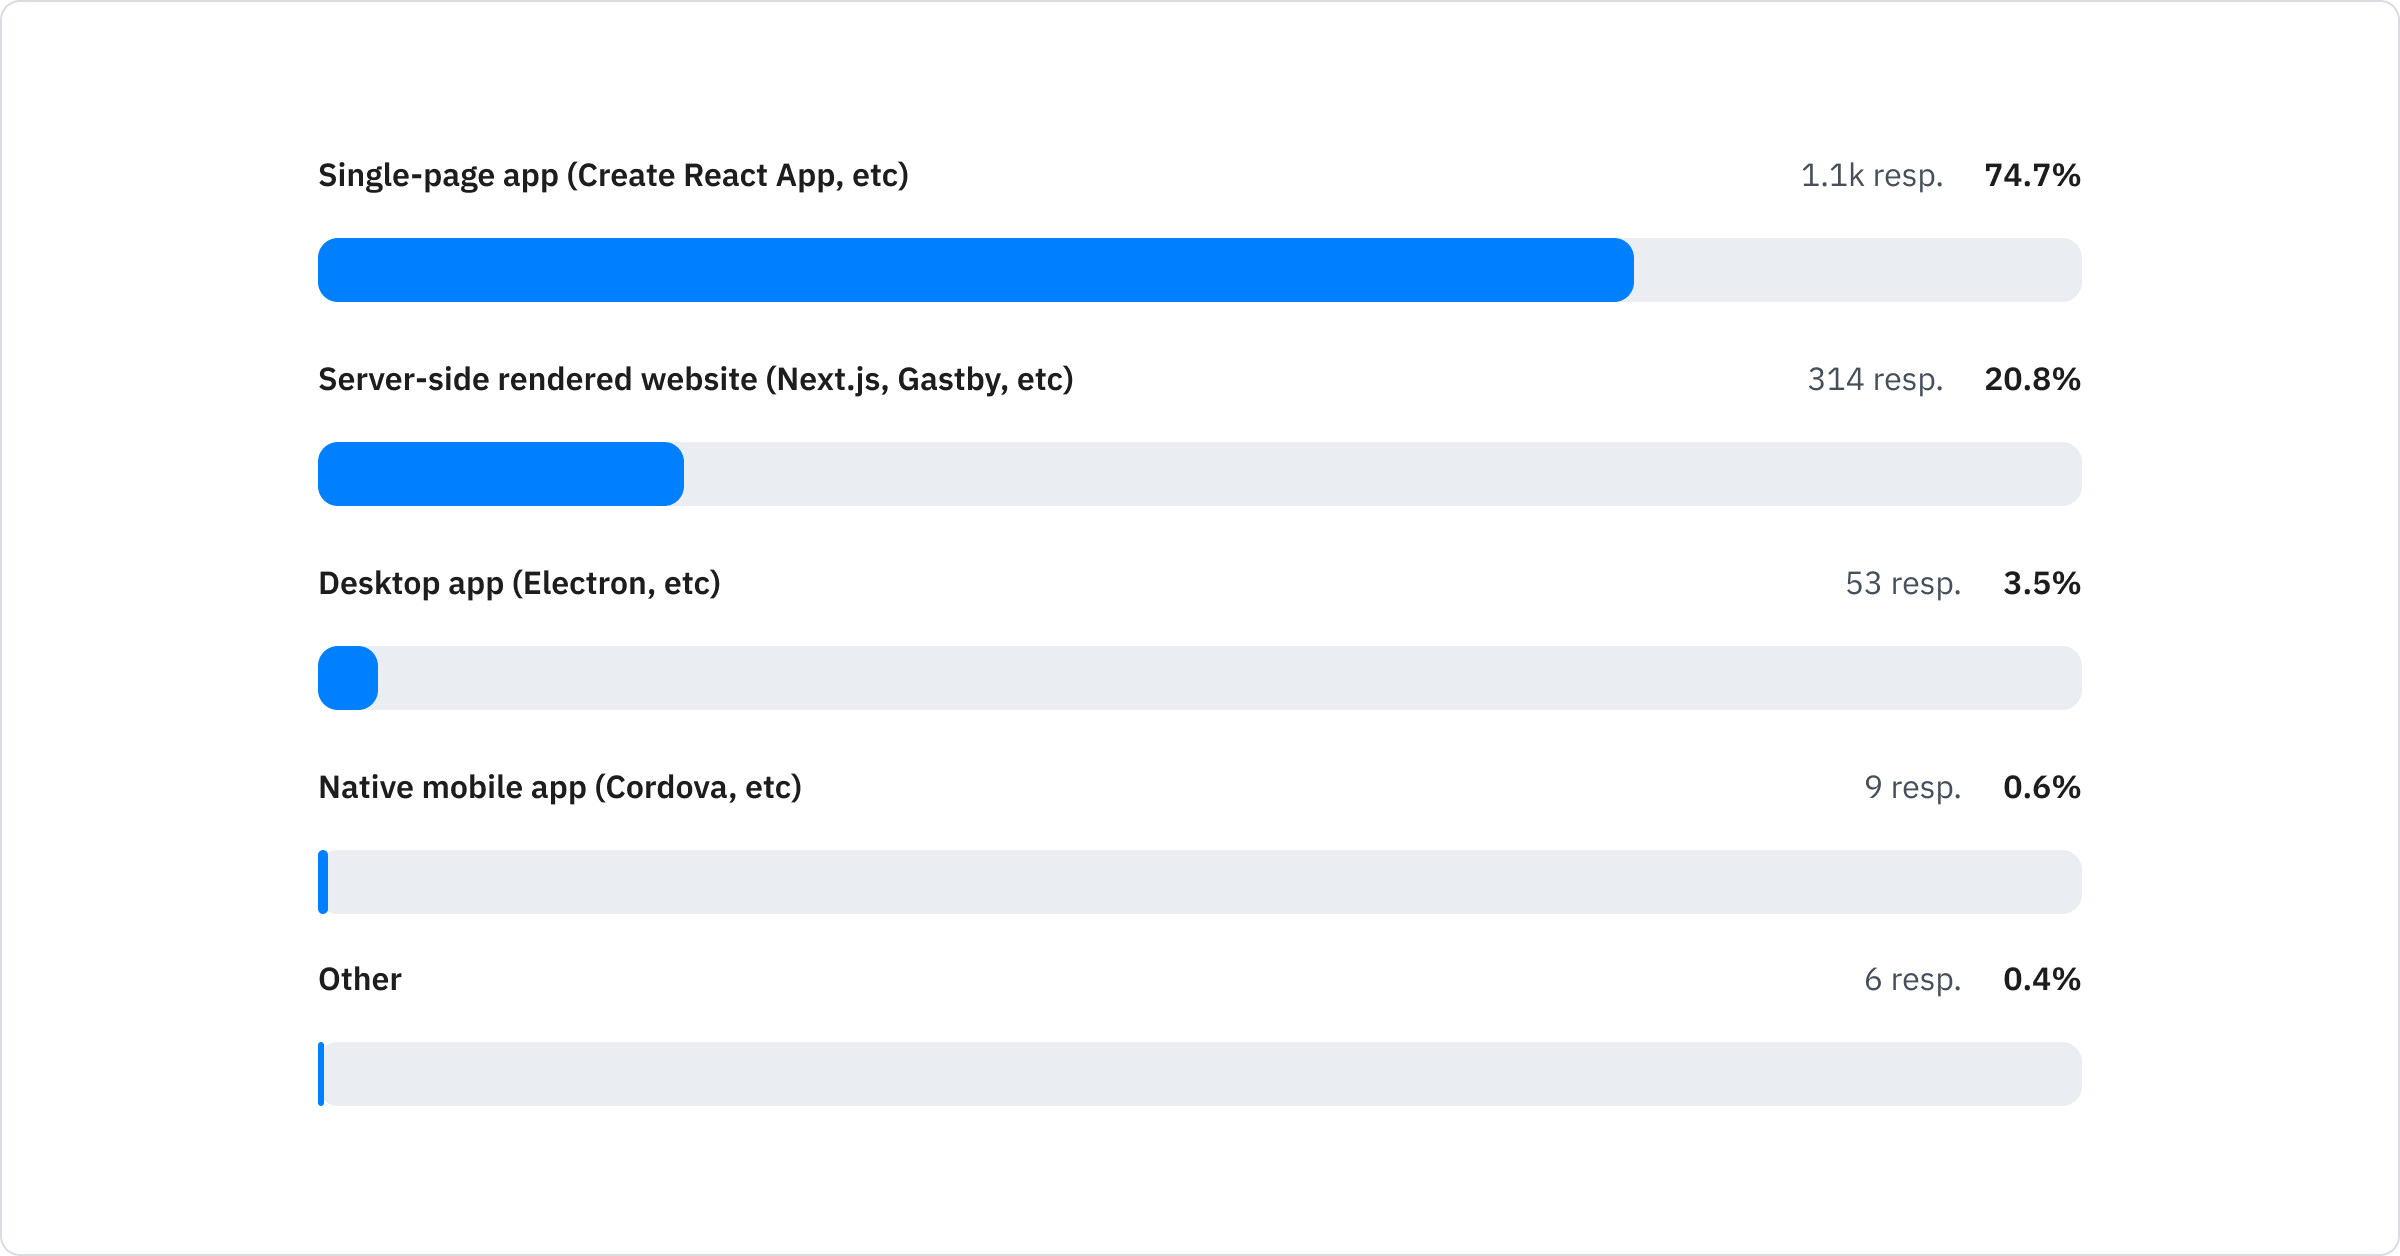 Single-page app (Create React App, etc) 1.1k resp. 74.7%
Server-side rendered website (Next.js, Gastby, etc) 314 resp. 20.8%
Desktop app (Electron, etc) 53 resp. 3.5%
Native mobile app (Cordova, etc) 9 resp. 0.6%
Other 6 resp. 0.4%